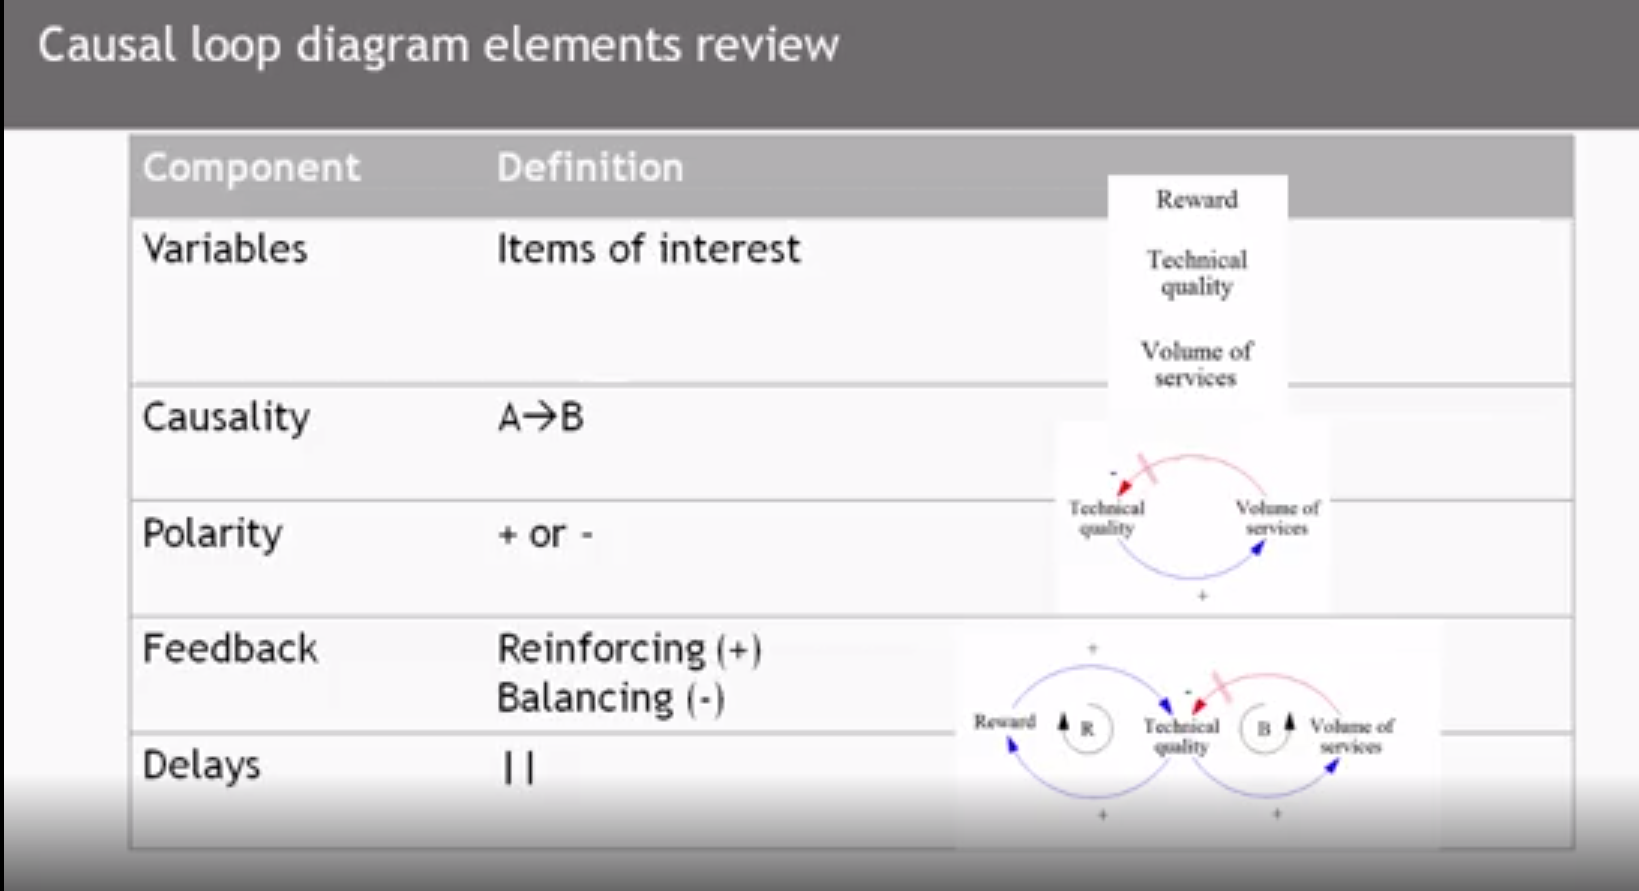 Causal loop diagram elements review
Component Definition
Reward
Variables Items of interest
Technical
quality
Volume of
services
Causality A→B
-
Technical
quality
Volume of
services
+
Polarity + or -
Feedback Reinforcing (+)
Balancing (-)
+
-
Reward
R
Technical
quality
B
Volume of
services
+
+
Delays ||